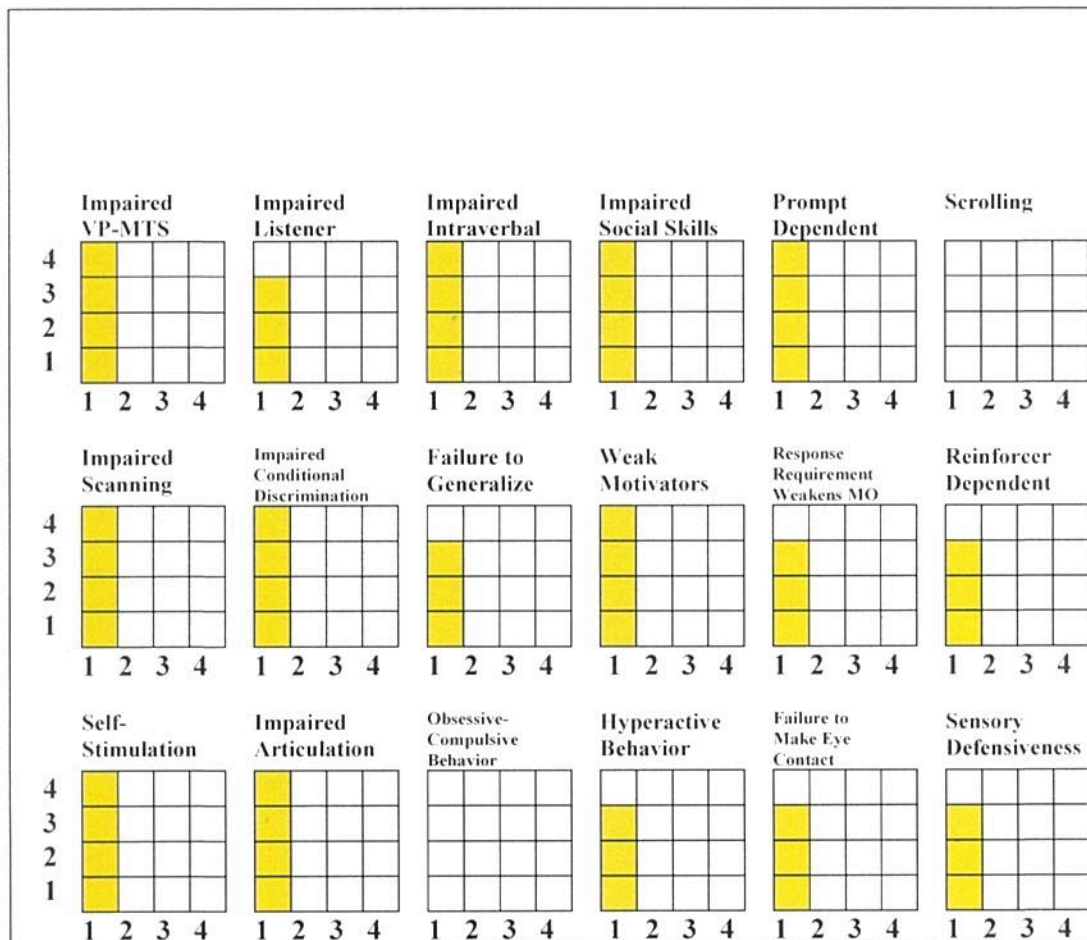 Impaired VP-MTS
Impaired Listener
Impaired Intraverbal
Impaired Social Skills
Prompt Dependent
Scrolling
4
3
2
1
1 2 3 4
1 2 3 4
1 2 3 4
1 2 3 4
1 2 3 4
1 2 3 4
Impaired Scanning
Impaired Conditional Discrimination
Failure to Generalize
Weak Motivators
Response Requirement Weakens MO
Reinforcer Dependent
4
3
2
1
1 2 3 4
1 2 3 4
1 2 3 4
1 2 3 4
1 2 3 4
1 2 3 4
Self-Stimulation
Impaired Articulation
Obsessive-Compulsive Behavior
Hyperactive Behavior
Failure to Make Eye Contact
Sensory Defensiveness
4
3
2
1
1 2 3 4
1 2 3 4
1 2 3 4
1 2 3 4
1 2 3 4
1 2 3 4